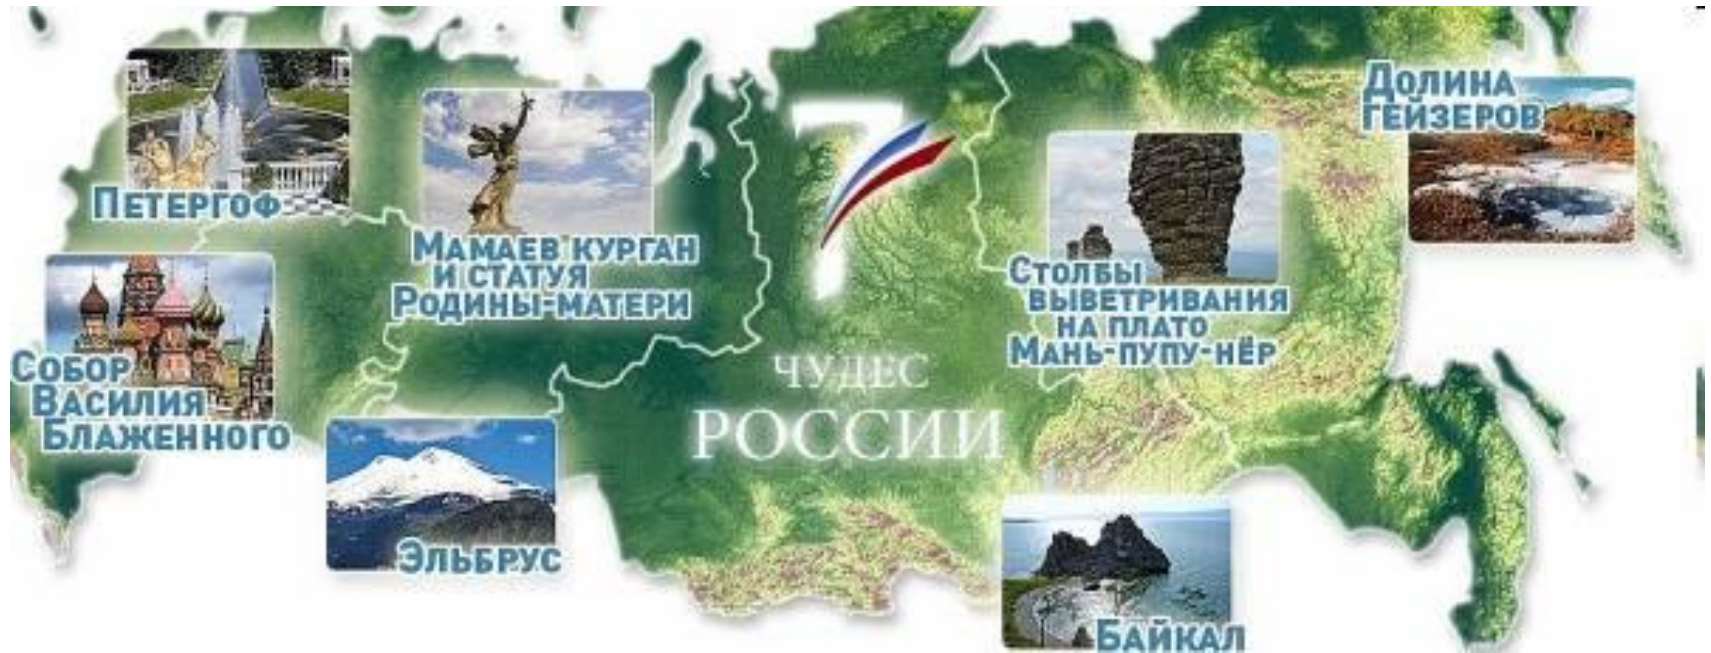 Петергоф
Мамаев курган
и статуя
Родины-матери
Собор
Василия
Блаженного
Эльбрус
7
чудес
России
Столбы
выветривания
на плато
Мань-пупу-нёр
Долина
гейзеров
Байкал